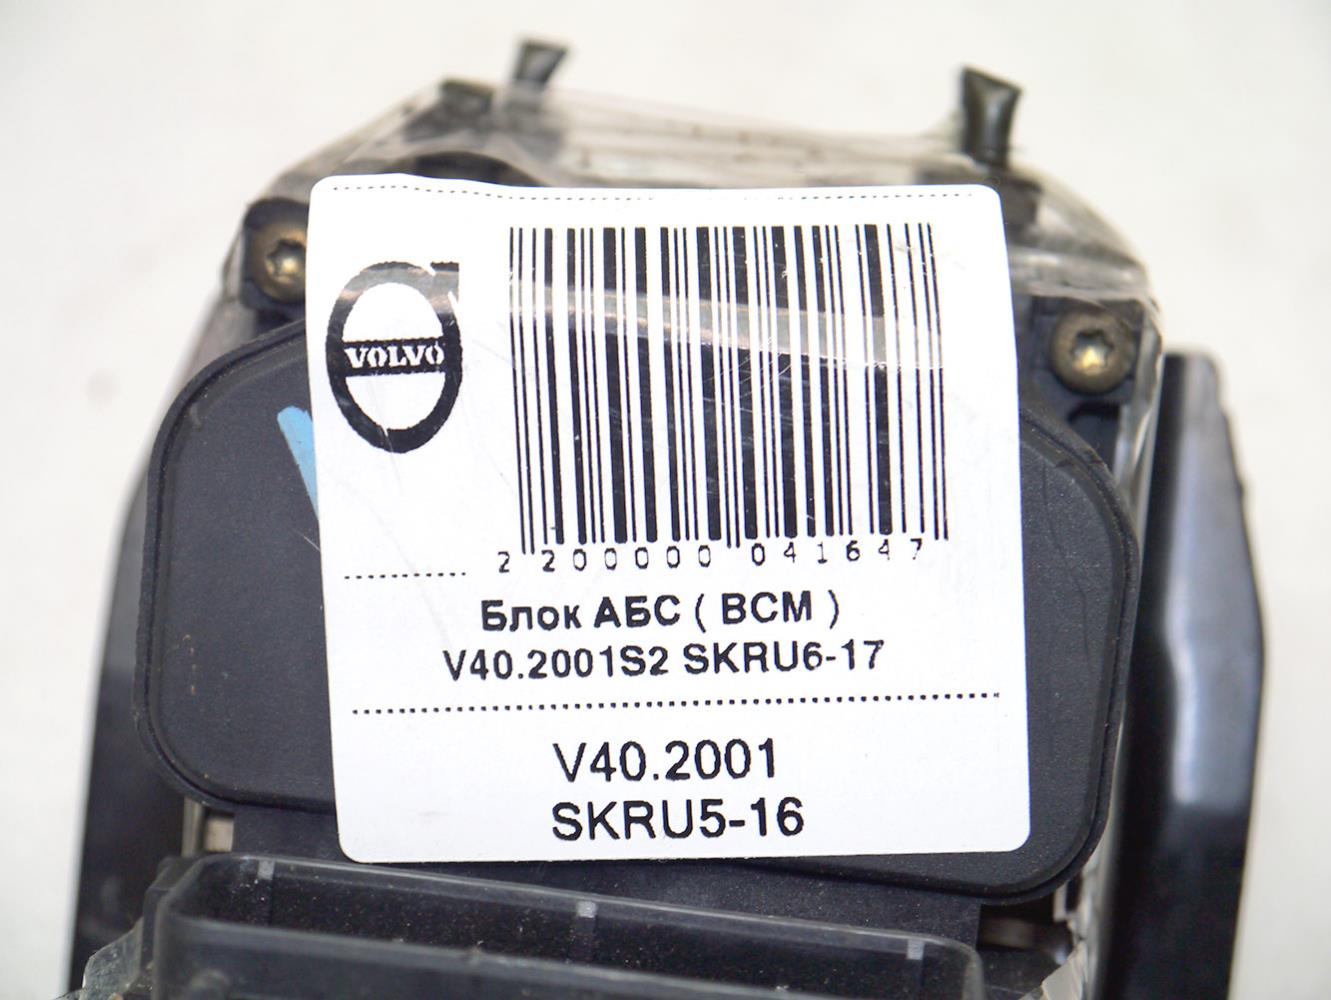 VOLVO
2 200000 041647
Блок АБС ( BCM )
V40.2001S2 SKRU6-17
V40.2001
SKRU5-16